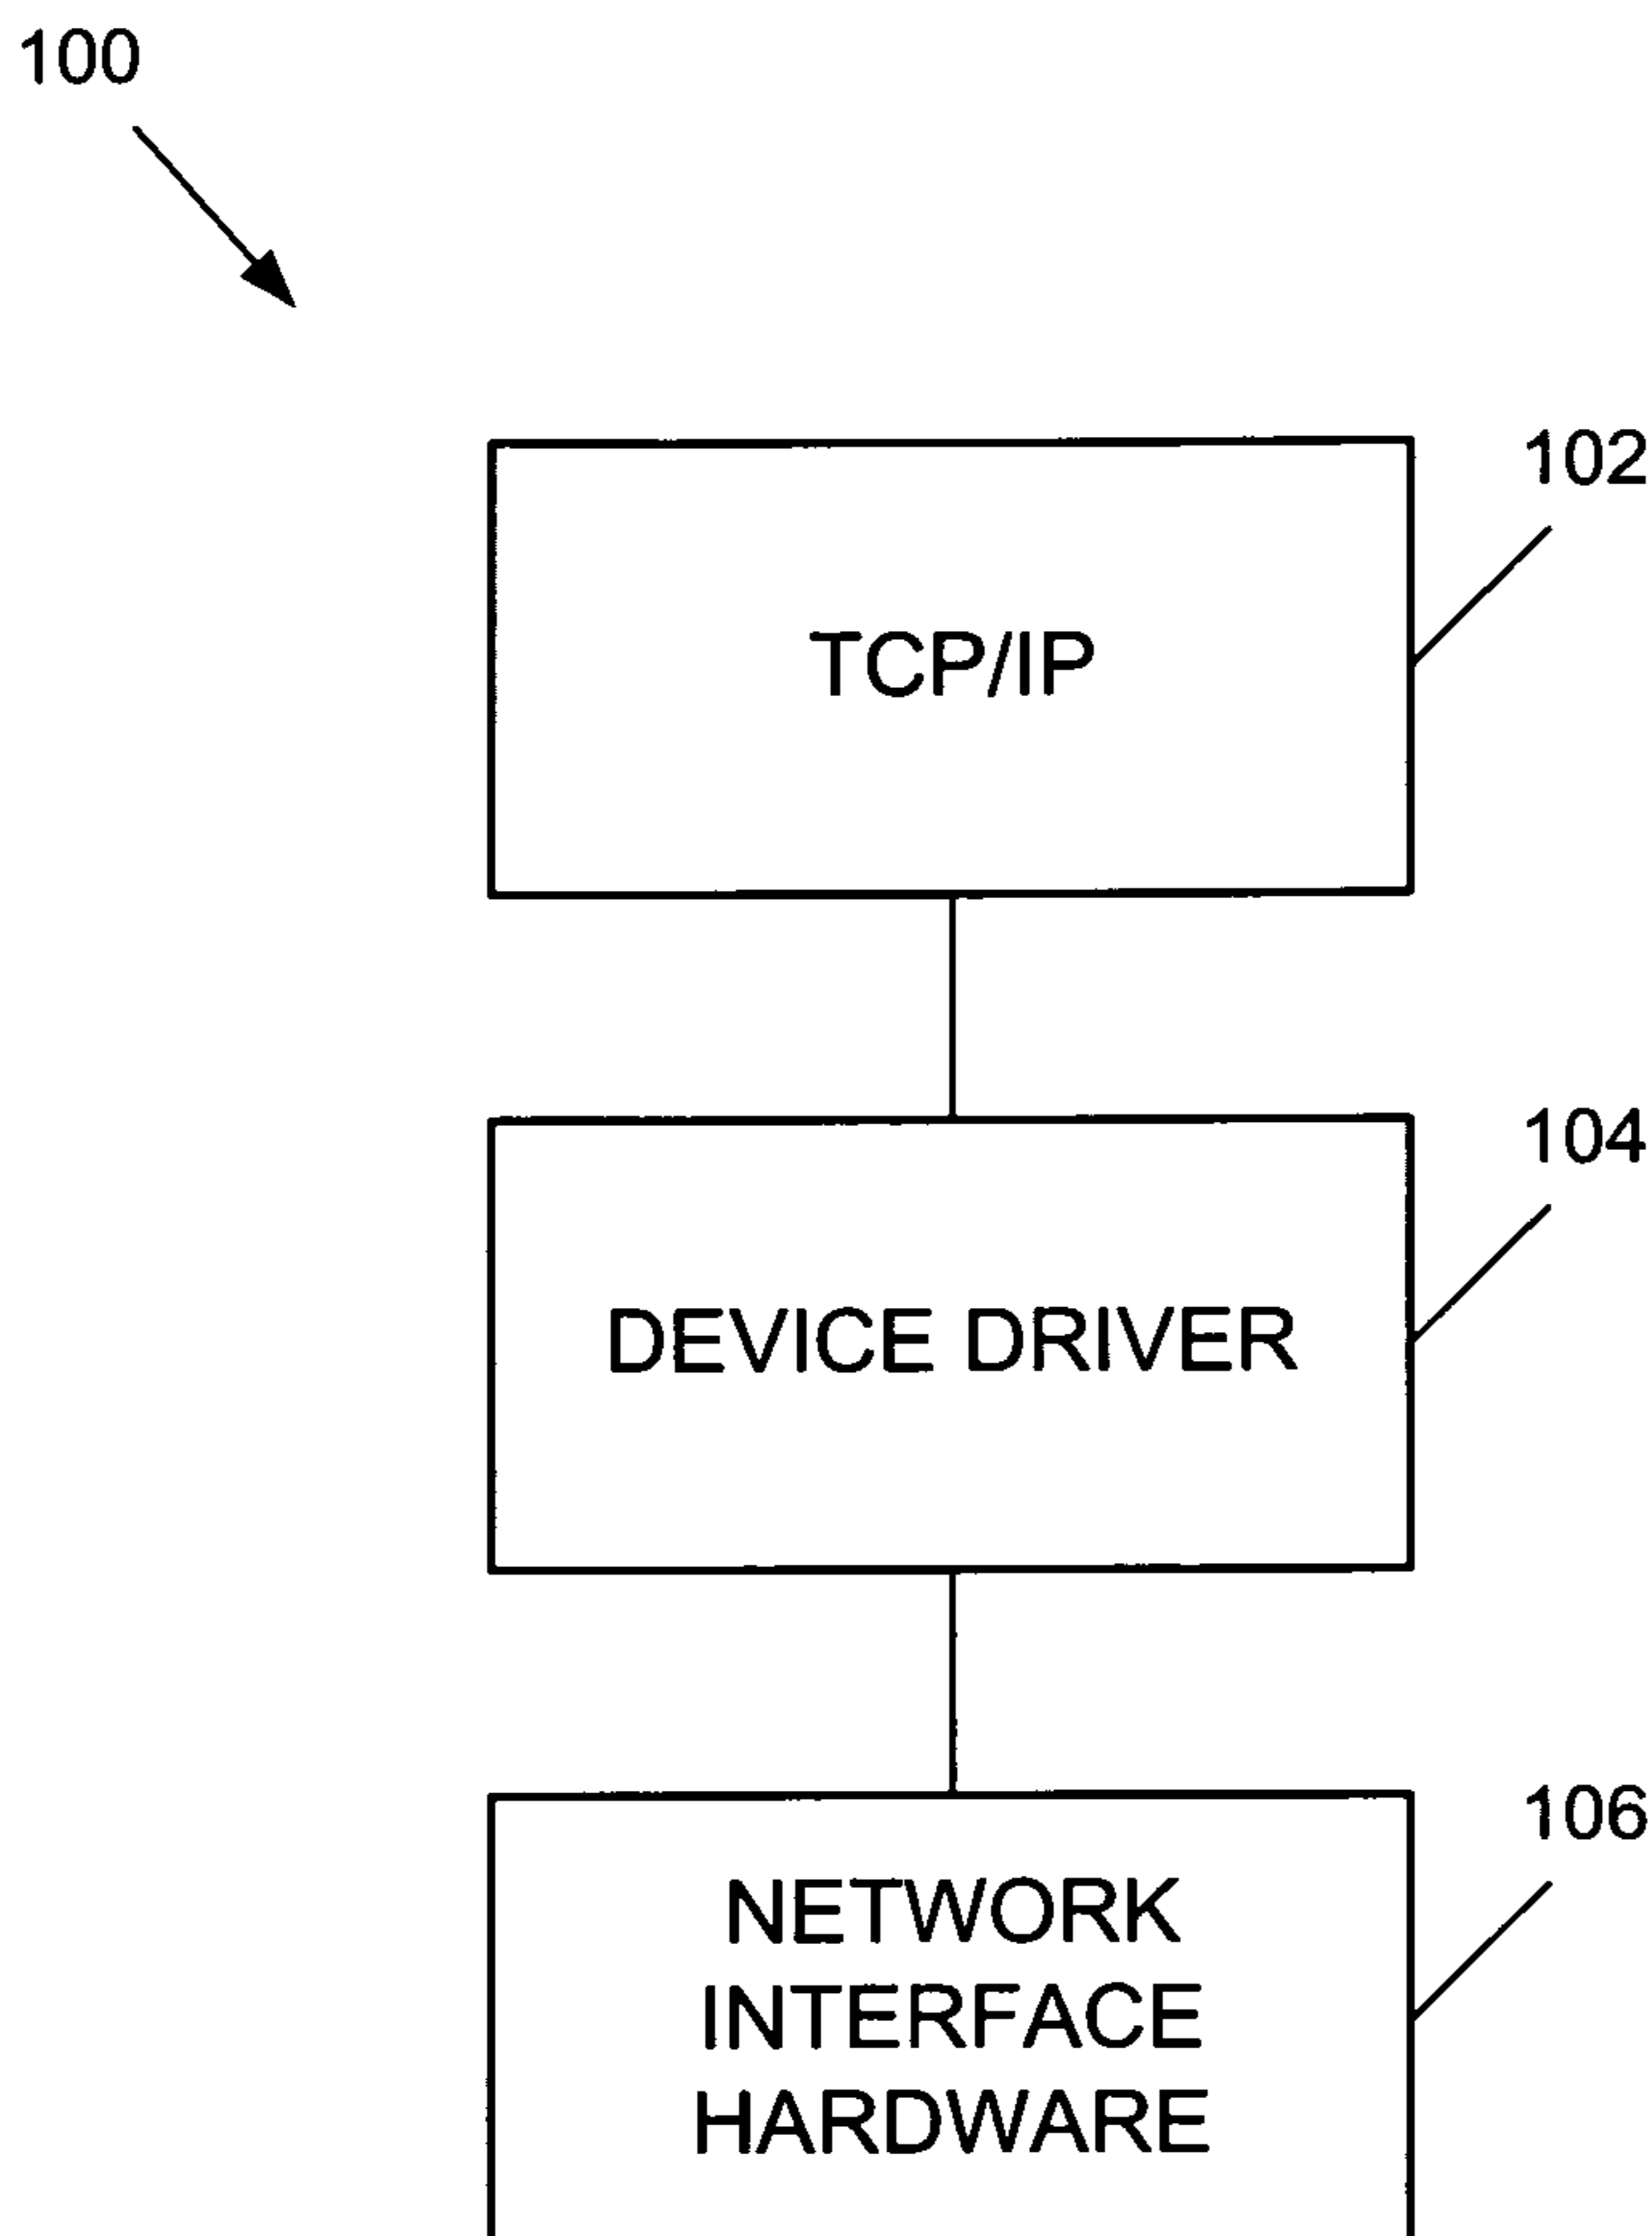 100
102
TCP/IP
104
DEVICE DRIVER
106
NETWORK
INTERFACE
HARDWARE